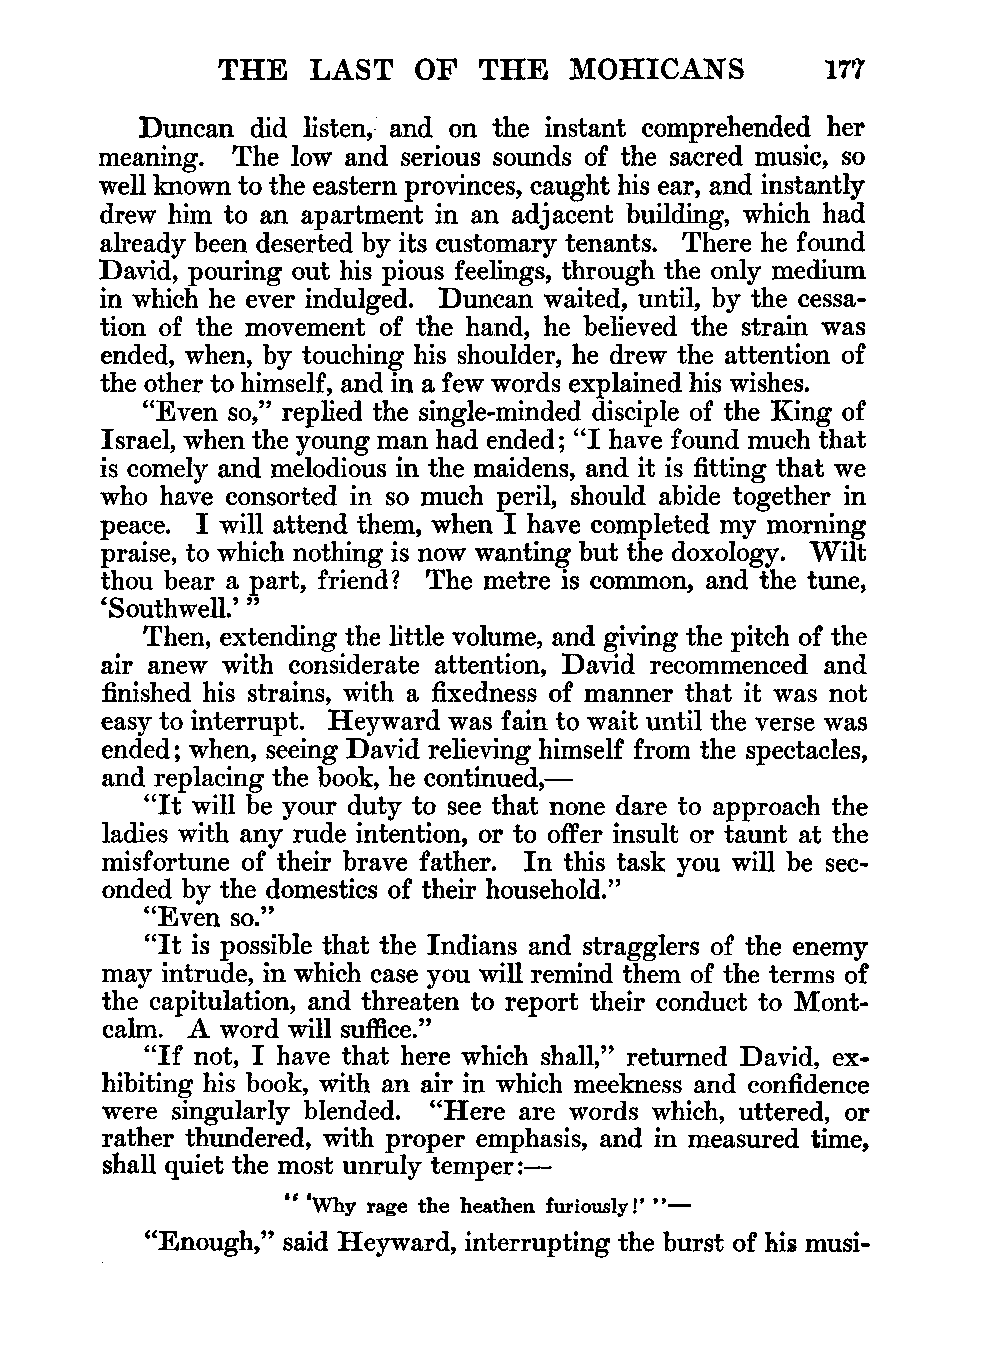 THE LAST OF THE MOHICANS 177
Duncan did listen, and on the instant comprehended her
meaning. The low and serious sounds of the sacred music, so
well known to the eastern provinces, caught his ear, and instantly
drew him to an apartment in an adjacent building, which had
already been deserted by its customary tenants. There he found
David, pouring out his pious feelings, through the only medium
in which he ever indulged. Duncan waited, until, by the cessa-
tion of the movement of the hand, he believed the strain was
ended, when, by touching his shoulder, he drew the attention of
the other to himself, and in a few words explained his wishes.
“Even so,” replied the single-minded disciple of the King of
Israel, when the young man had ended; “I have found much that
is comely and melodious in the maidens, and it is fitting that we
who have consorted in so much peril, should abide together in
peace. I will attend them, when I have completed my morning
praise, to which nothing is now wanting but the doxology. Wilt
thou bear a part, friend? The metre is common, and the tune,
‘Southwell.’ ”
Then, extending the little volume, and giving the pitch of the
air anew with considerate attention, David recommenced and
finished his strains, with a fixedness of manner that it was not
easy to interrupt. Heyward was fain to wait until the verse was
ended; when, seeing David relieving himself from the spectacles,
and replacing the book, he continued,—
“It will be your duty to see that none dare to approach the
ladies with any rude intention, or to offer insult or taunt at the
misfortune of their brave father. In this task you will be sec-
onded by the domestics of their household.”
“Even so.”
“It is possible that the Indians and stragglers of the enemy
may intrude, in which case you will remind them of the terms of
the capitulation, and threaten to report their conduct to Mont-
calm. A word will suffice.”
“If not, I have that here which shall,” returned David, ex-
hibiting his book, with an air in which meekness and confidence
were singularly blended. “Here are words which, uttered, or
rather thundered, with proper emphasis, and in measured time,
shall quiet the most unruly temper:—
“ ‘Why rage the heathen furiously!’ ”—
“Enough,” said Heyward, interrupting the burst of his musi-